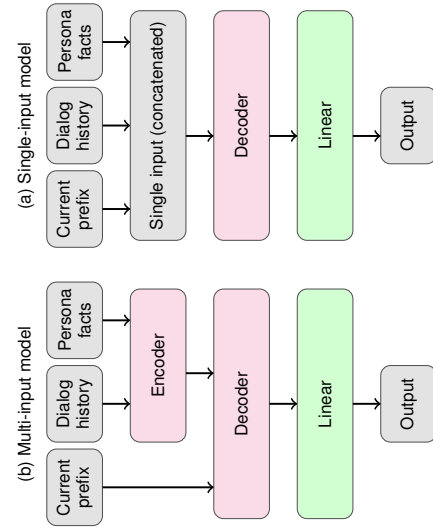 (a) Single-input model
Current
prefix
Dialog
history
Persona
facts
Single input (concatenated)
Decoder
Linear
Output
(b) Multi-input model
Current
prefix
Dialog
history
Persona
facts
Encoder
Decoder
Linear
Output